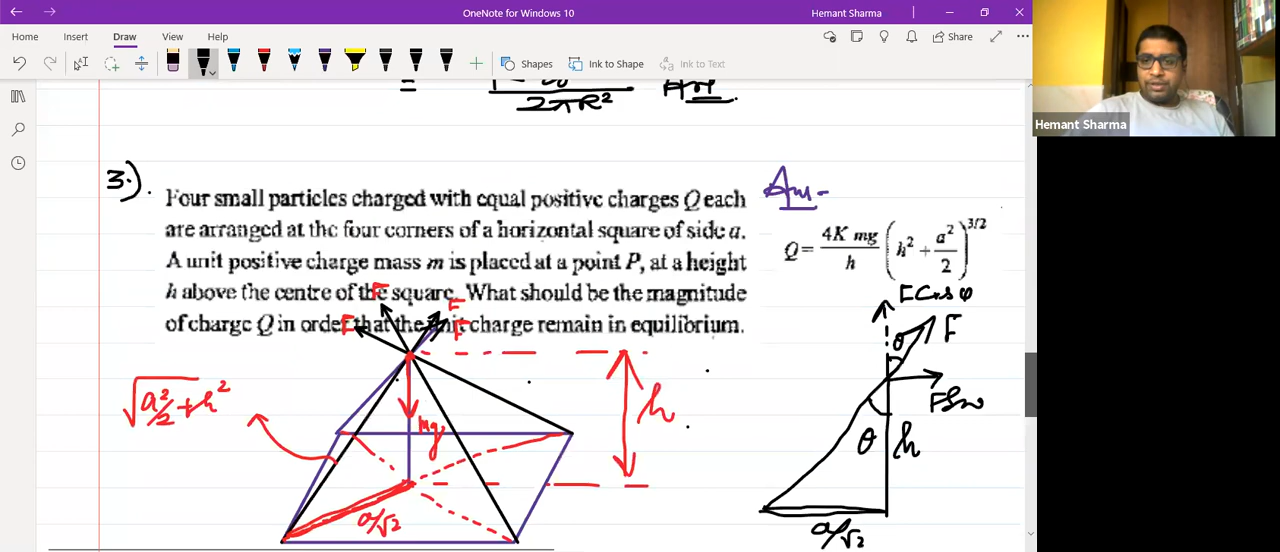 OneNote for Windows 10
Hemant Sharma
Home Insert Draw View Help
Share
Shapes Ink to Shape Ink to Text
Hemant Sharma
=
2πR²
3.).
Four small particles charged with equal positive charges Q each
are arranged at the four corners of a horizontal square of side a.
A unit positive charge mass m is placed at a point P, at a height
h above the centre of the square. What should be the magnitude
of charge Q in order that the unit charge remain in equilibrium.
Q = 4K mg / h (h² + a²/2)^3/2
F F F F
mg
h
√a²/2 + h²
a/√2
F
θ
θ
h
a/√2